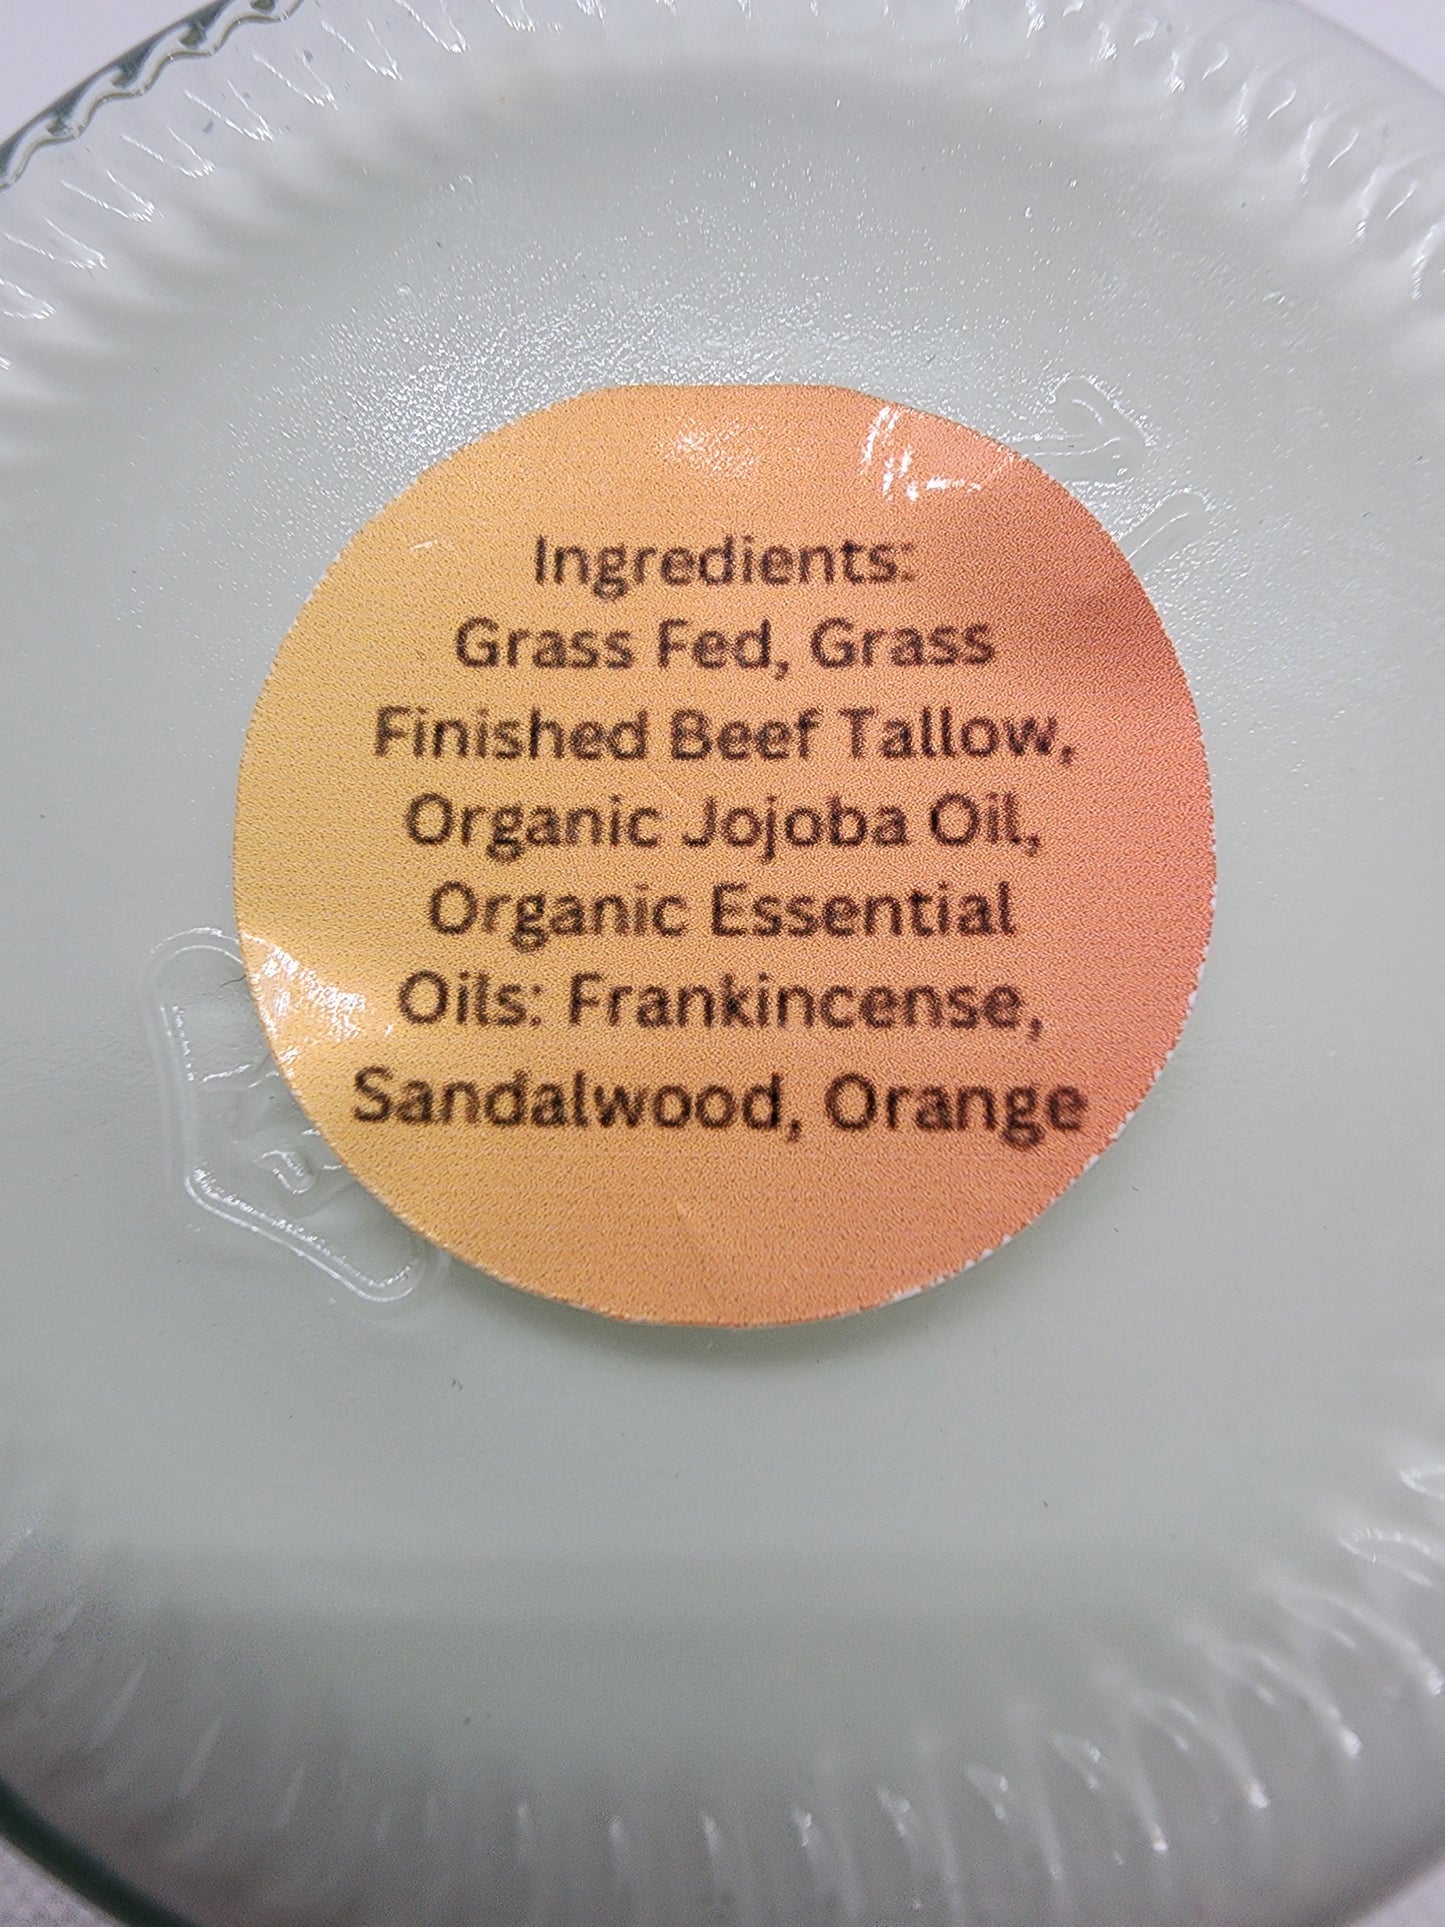 Ingredients:
Grass Fed, Grass
Finished Beef Tallow,
Organic Jojoba Oil,
Organic Essential
Oils: Frankincense,
Sandalwood, Orange